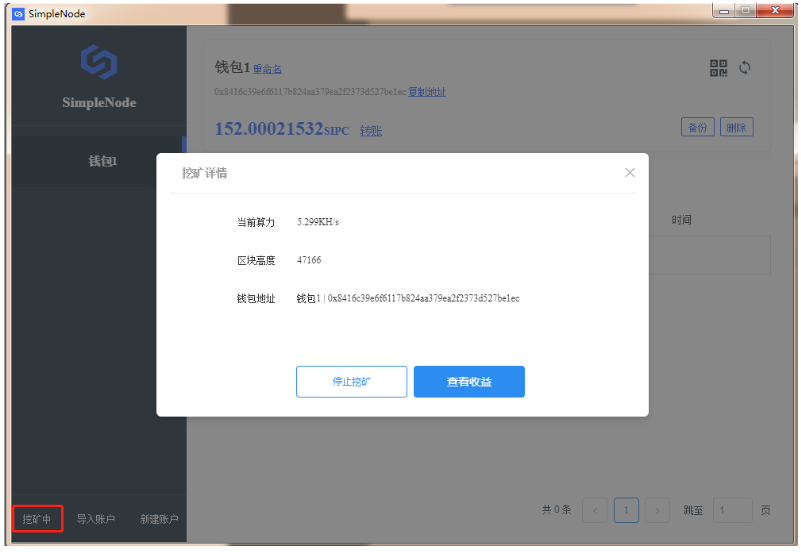 SimpleNode
SimpleNode
钱包1
钱包1 重命名
0x8416c39e6f6117b824aa379ea2f2373d527be1ec 复制地址
152.00021532SIPC 转账
备份 删除
时间
挖矿详情
当前算力 5.299KH/s
区块高度 47166
钱包地址 钱包1 | 0x8416c39e6f6117b824aa379ea2f2373d527be1ec
停止挖矿 查看收益
共 0 条 < 1 > 跳至 1 页
挖矿中 导入账户 新建账户